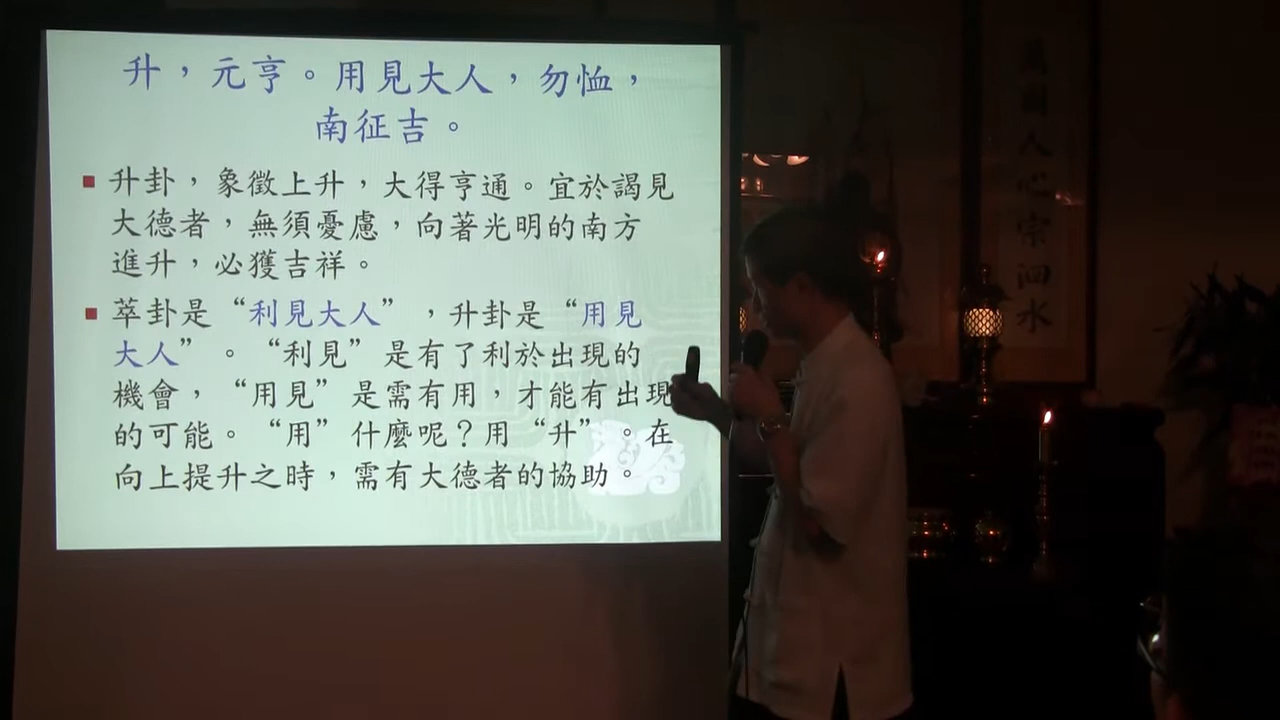 升，元亨。用見大人，勿恤，
南征吉。
升卦，象徵上升，大得亨通。宜於謁見
大德者，無須憂慮，向著光明的南方
進升，必獲吉祥。
萃卦是“利見大人”，升卦是“用見
大人”。“利見”是有了利於出現的
機會，“用見”是需有用，才能有出現
的可能。“用”什麼呢？用“升”。在
向上提升之時，需有大德者的協助。
人心宗泗水